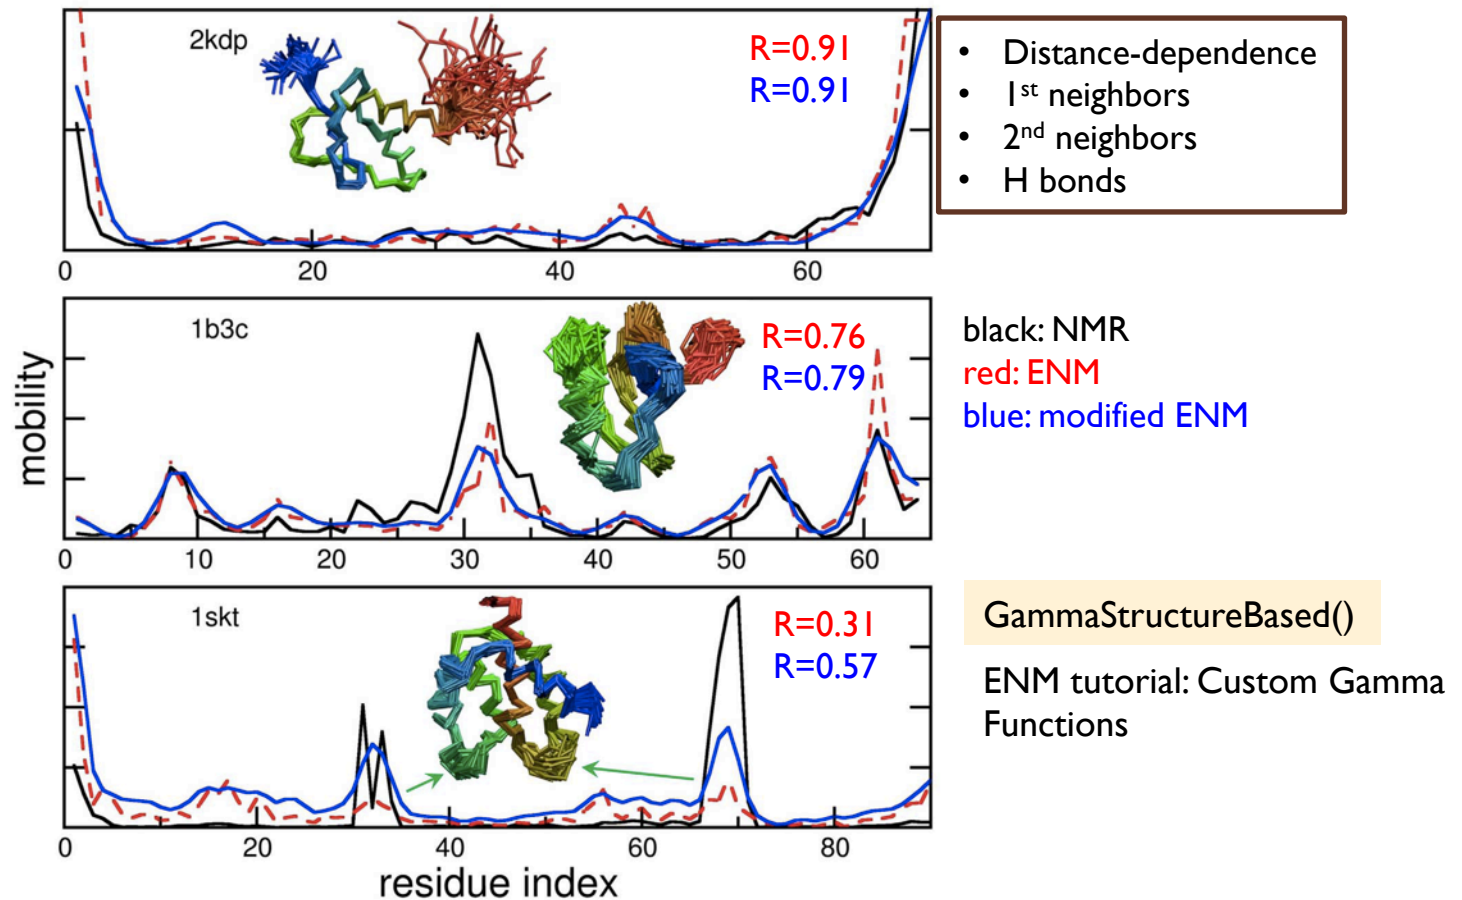 2kdp
R=0.91
R=0.91
• Distance-dependence
• 1st neighbors
• 2nd neighbors
• H bonds
0 20 40 60
1b3c
R=0.76
R=0.79
black: NMR
red: ENM
blue: modified ENM
mobility
0 10 20 30 40 50 60
1skt
R=0.31
R=0.57
GammaStructureBased()
ENM tutorial: Custom Gamma
Functions
0 20 40 60 80
residue index